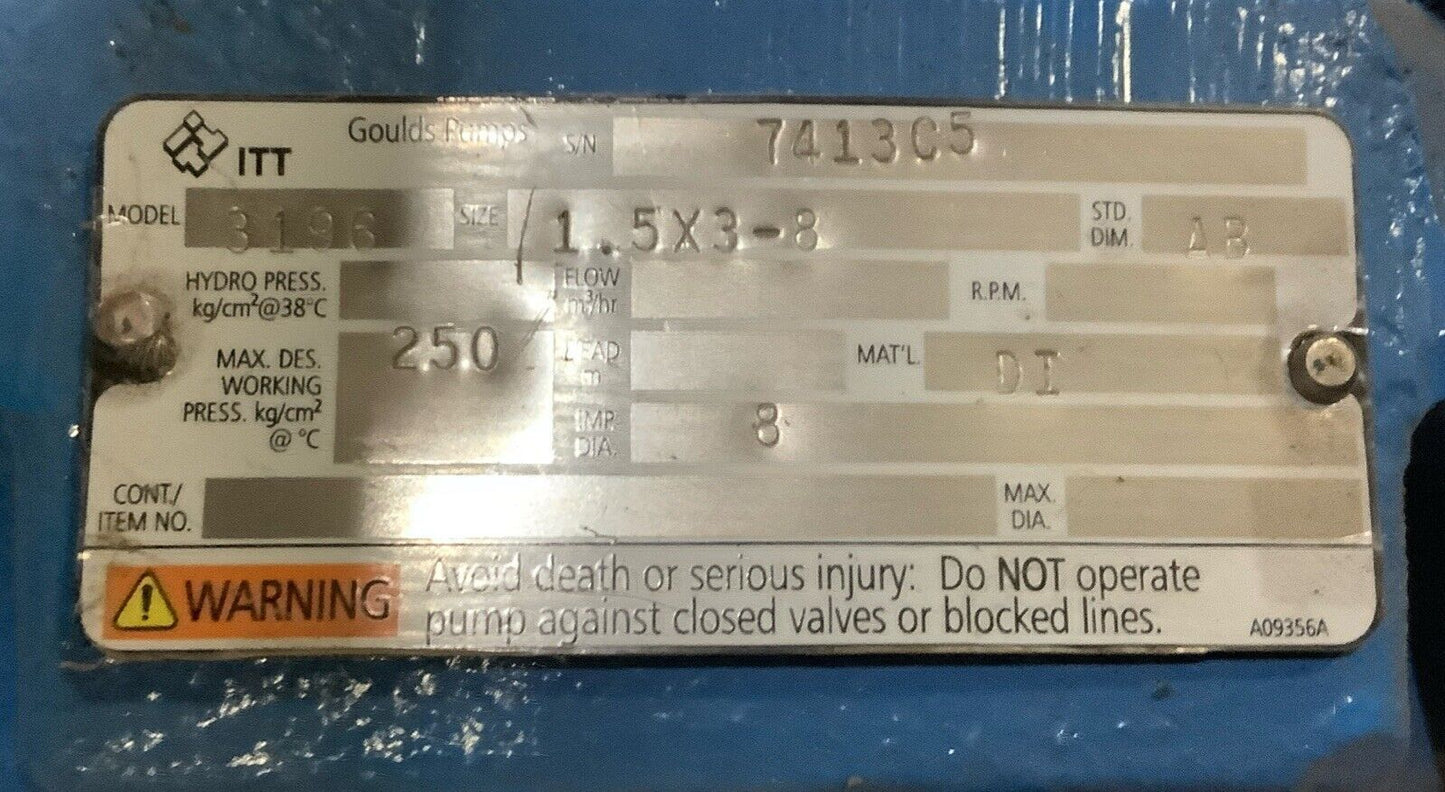 ITT Goulds Pumps S/N 7413C5
MODEL 3196 SIZE 1.5X3-8 STD. DIM. AB
HYDRO PRESS. kg/cm²@38°C FLOW m³/hr R.P.M.
MAX. DES. WORKING PRESS. kg/cm² @ °C 250 HEAD m MAT'L. DI
IMP. DIA. 8
CONT./ ITEM NO. MAX. DIA.
WARNING
Avoid death or serious injury: Do NOT operate
pump against closed valves or blocked lines.
A09356A